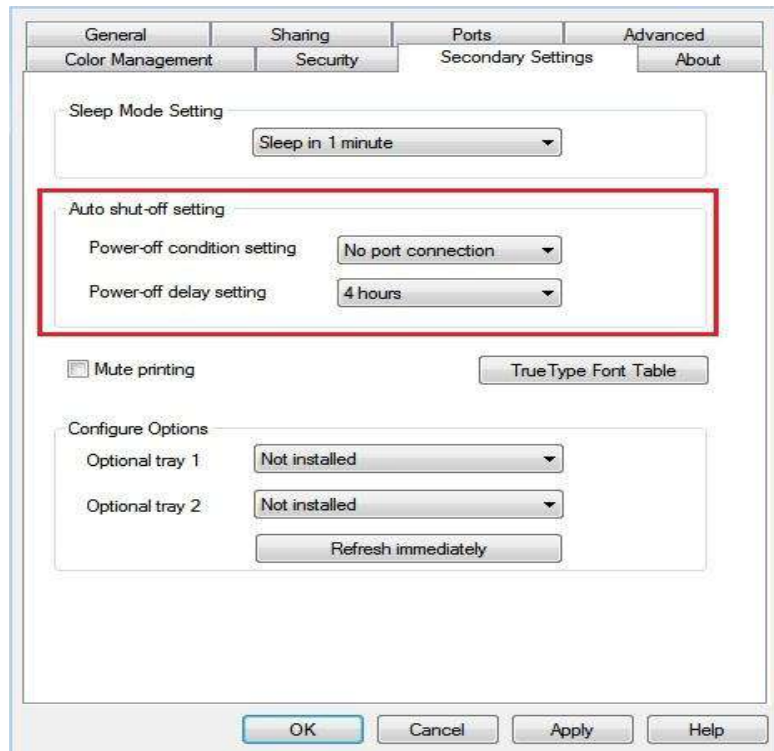 General Sharing Ports Advanced
Color Management Security Secondary Settings About
Sleep Mode Setting
Sleep in 1 minute
Auto shut-off setting
Power-off condition setting No port connection
Power-off delay setting 4 hours
Mute printing TrueType Font Table
Configure Options
Optional tray 1 Not installed
Optional tray 2 Not installed
Refresh immediately
OK Cancel Apply Help